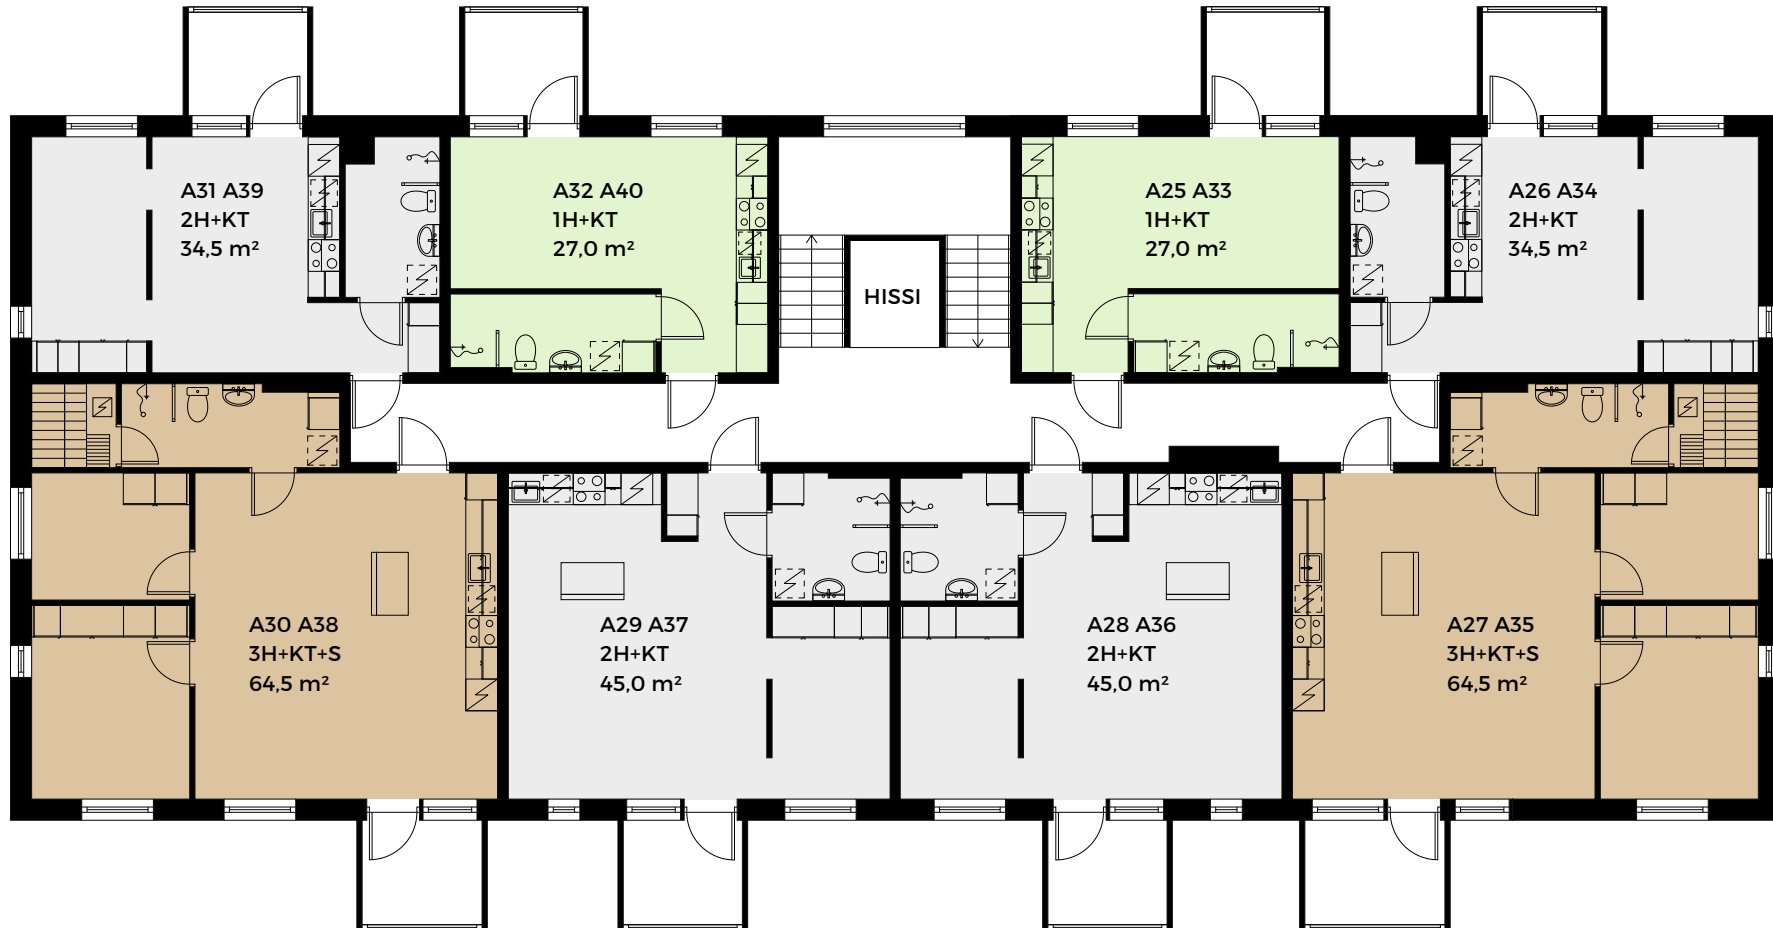 A31 A39
2H+KT
34,5 m²
A32 A40
1H+KT
27,0 m²
HISSI
A25 A33
1H+KT
27,0 m²
A26 A34
2H+KT
34,5 m²
A30 A38
3H+KT+S
64,5 m²
A29 A37
2H+KT
45,0 m²
A28 A36
2H+KT
45,0 m²
A27 A35
3H+KT+S
64,5 m²